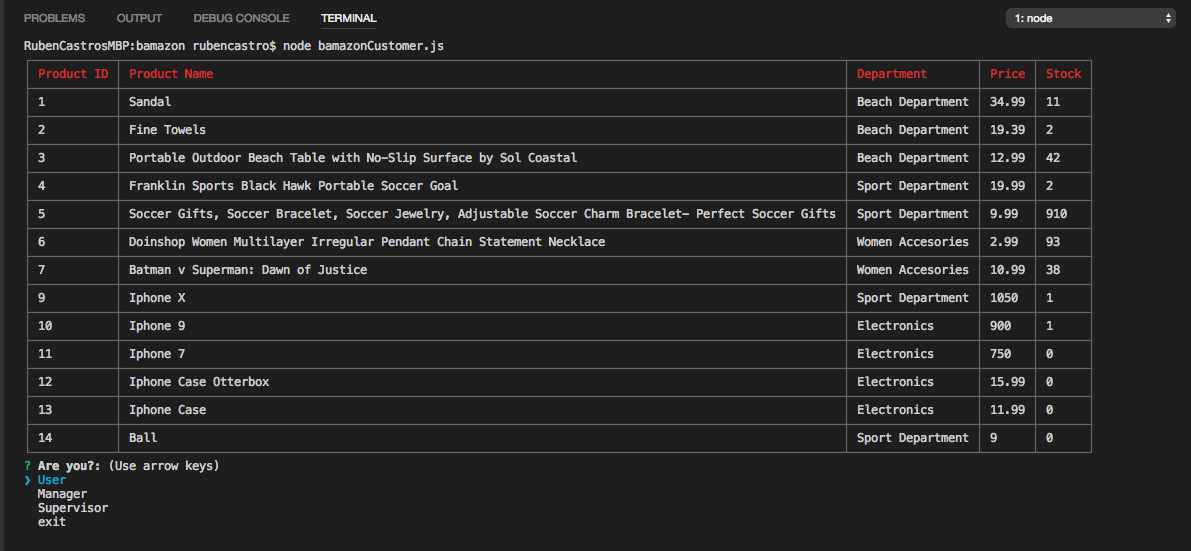 PROBLEMS OUTPUT DEBUG CONSOLE TERMINAL 1: node
RubenCastrosMBP:bamazon rubencastro$ node bamazonCustomer.js
Product ID Product Name Department Price Stock
1 Sandal Beach Department 34.99 11
2 Fine Towels Beach Department 19.39 2
3 Portable Outdoor Beach Table with No-Slip Surface by Sol Coastal Beach Department 12.99 42
4 Franklin Sports Black Hawk Portable Soccer Goal Sport Department 19.99 2
5 Soccer Gifts, Soccer Bracelet, Soccer Jewelry, Adjustable Soccer Charm Bracelet- Perfect Soccer Gifts Sport Department 9.99 910
6 Doinshop Women Multilayer Irregular Pendant Chain Statement Necklace Women Accesories 2.99 93
7 Batman v Superman: Dawn of Justice Women Accesories 10.99 38
9 Iphone X Sport Department 1050 1
10 Iphone 9 Electronics 900 1
11 Iphone 7 Electronics 750 0
12 Iphone Case Otterbox Electronics 15.99 0
13 Iphone Case Electronics 11.99 0
14 Ball Sport Department 9 0
? Are you?: (Use arrow keys)
❯ User
Manager
Supervisor
exit